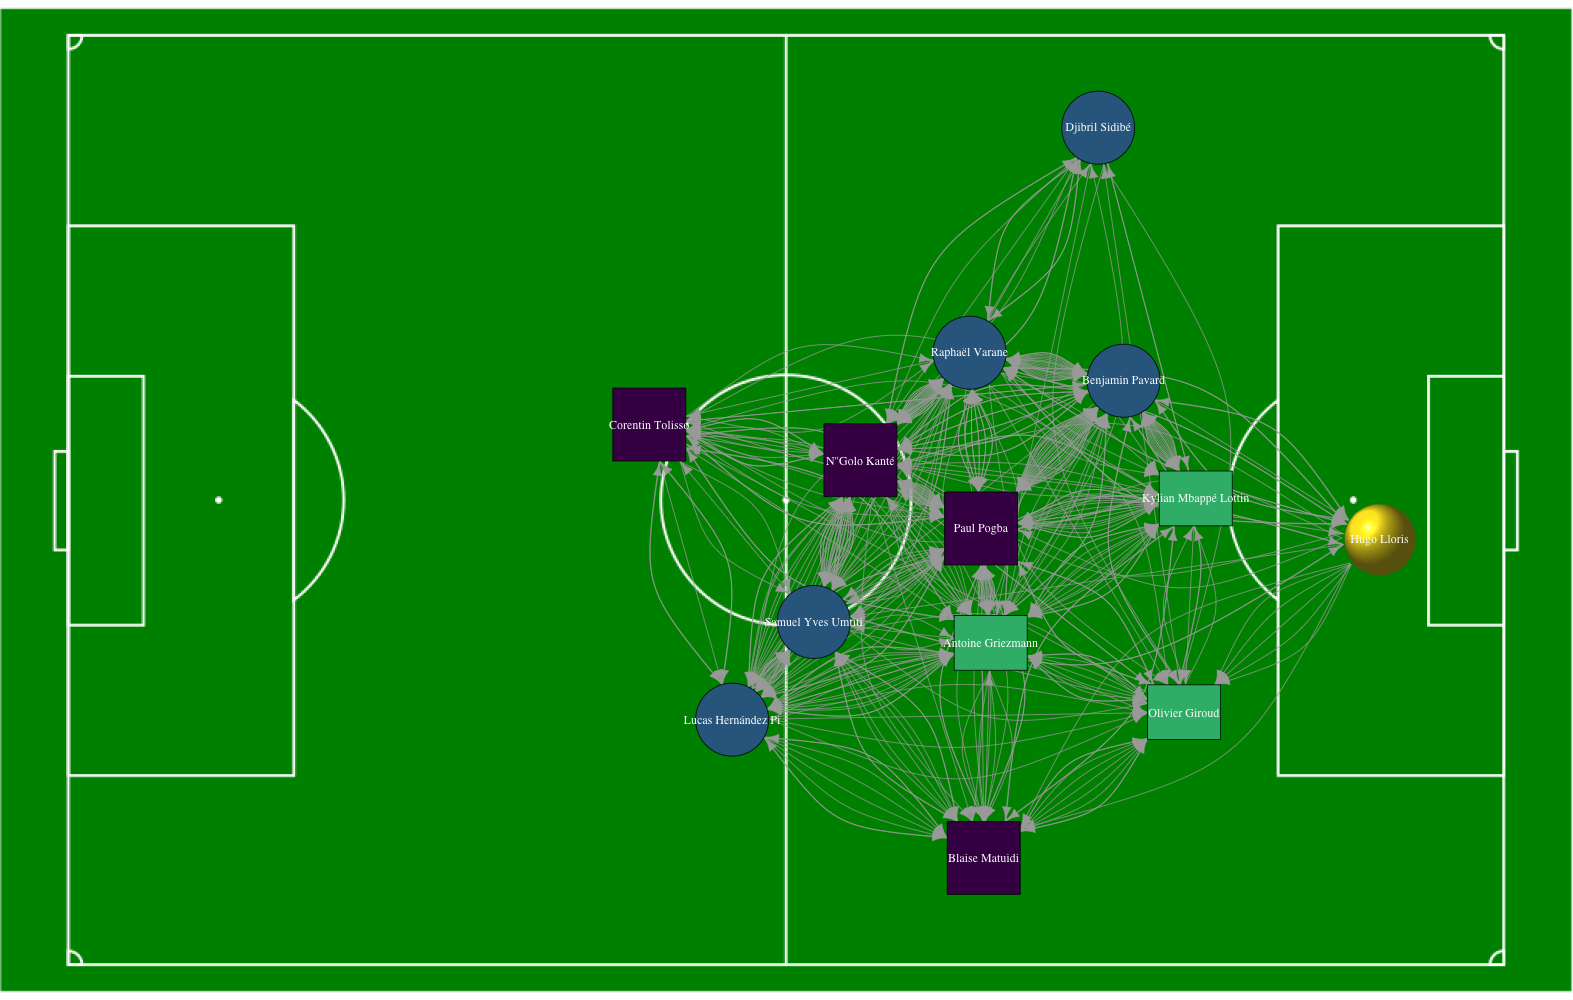 Djibril Sidibé
Raphaël Varane
Benjamin Pavard
Corentin Tolisso
N"Golo Kanté
Kylian Mbappé Lottin
Paul Pogba
Hugo Lloris
Samuel Yves Umtiti
Antoine Griezmann
Olivier Giroud
Lucas Hernández Pi
Blaise Matuidi